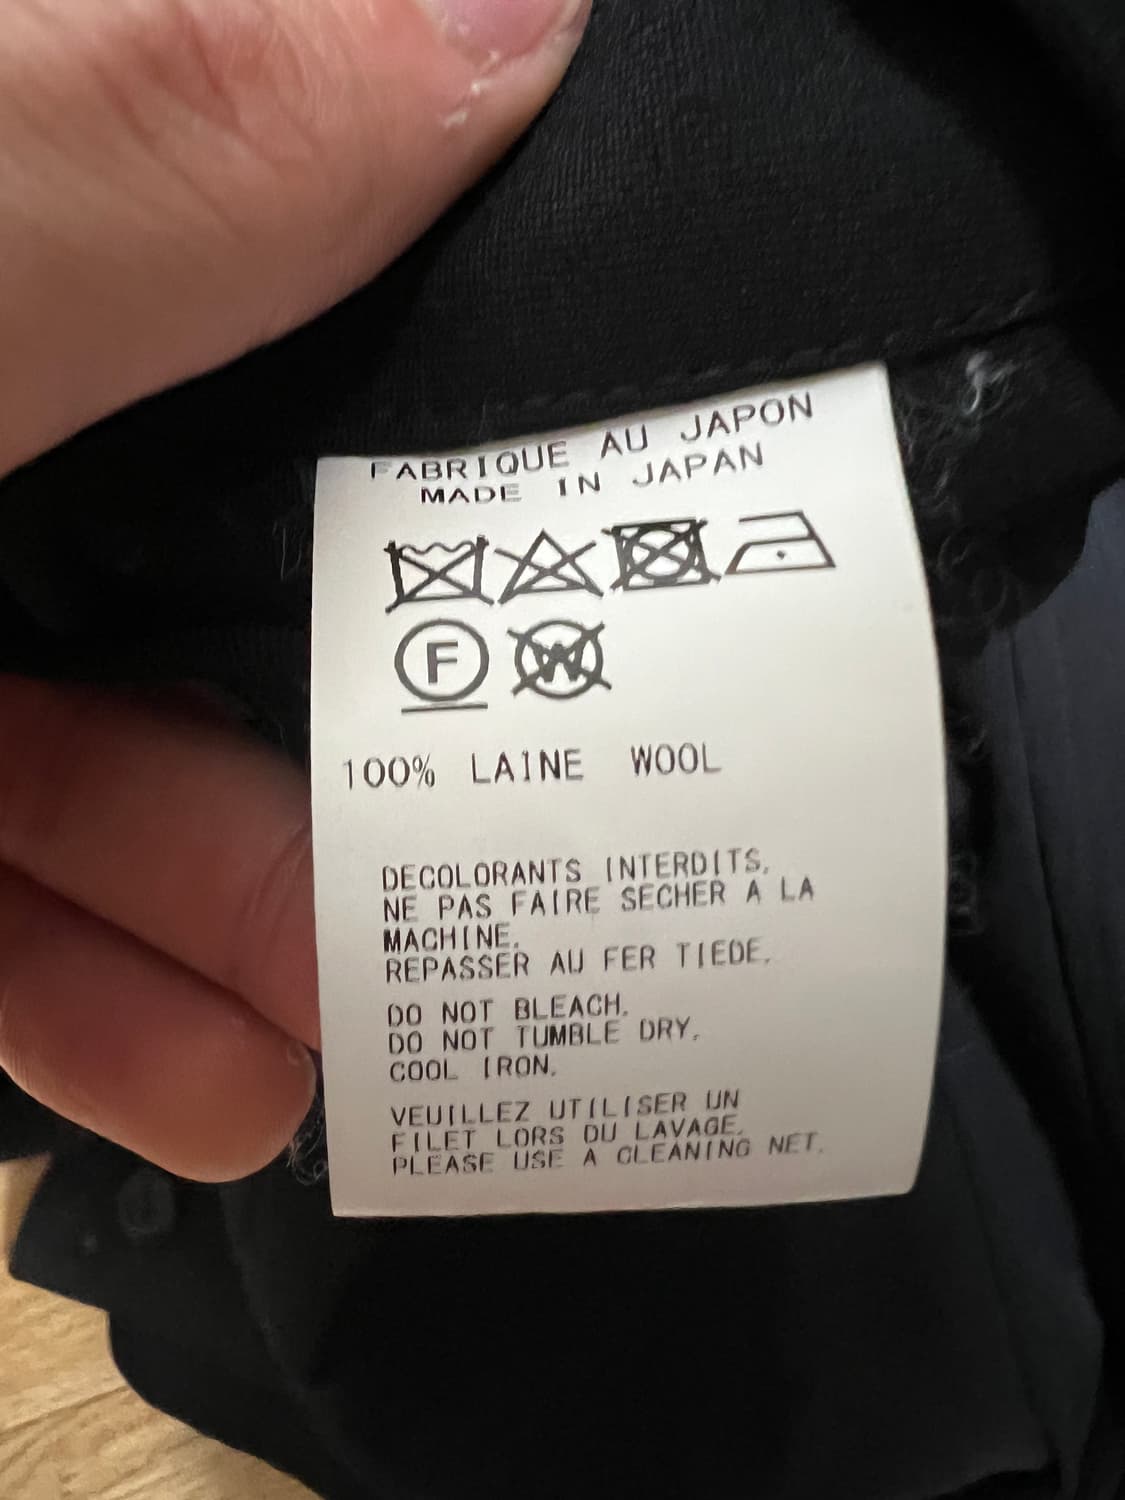 FABRIQUE AU JAPON
MADE IN JAPAN
F W
100% LAINE WOOL
DECOLORANTS INTERDITS.
NE PAS FAIRE SECHER A LA
MACHINE.
REPASSER AU FER TIEDE.
DO NOT BLEACH.
DO NOT TUMBLE DRY.
COOL IRON.
VEUILLEZ UTILISER UN
FILET LORS DU LAVAGE.
PLEASE USE A CLEANING NET.